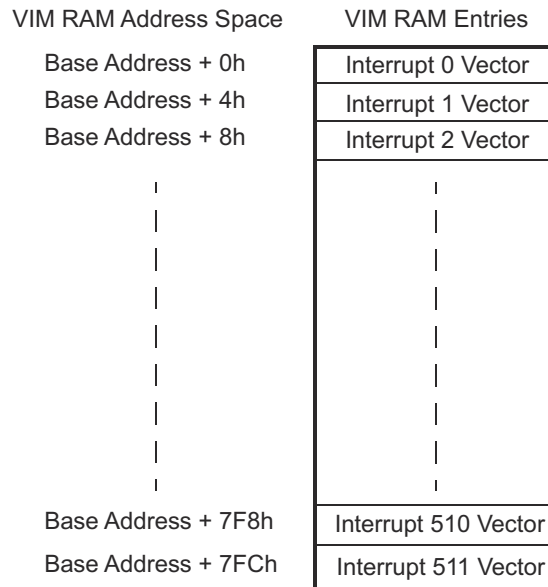 VIM RAM Address Space VIM RAM Entries
Base Address + 0h Interrupt 0 Vector
Base Address + 4h Interrupt 1 Vector
Base Address + 8h Interrupt 2 Vector
Base Address + 7F8h Interrupt 510 Vector
Base Address + 7FCh Interrupt 511 Vector